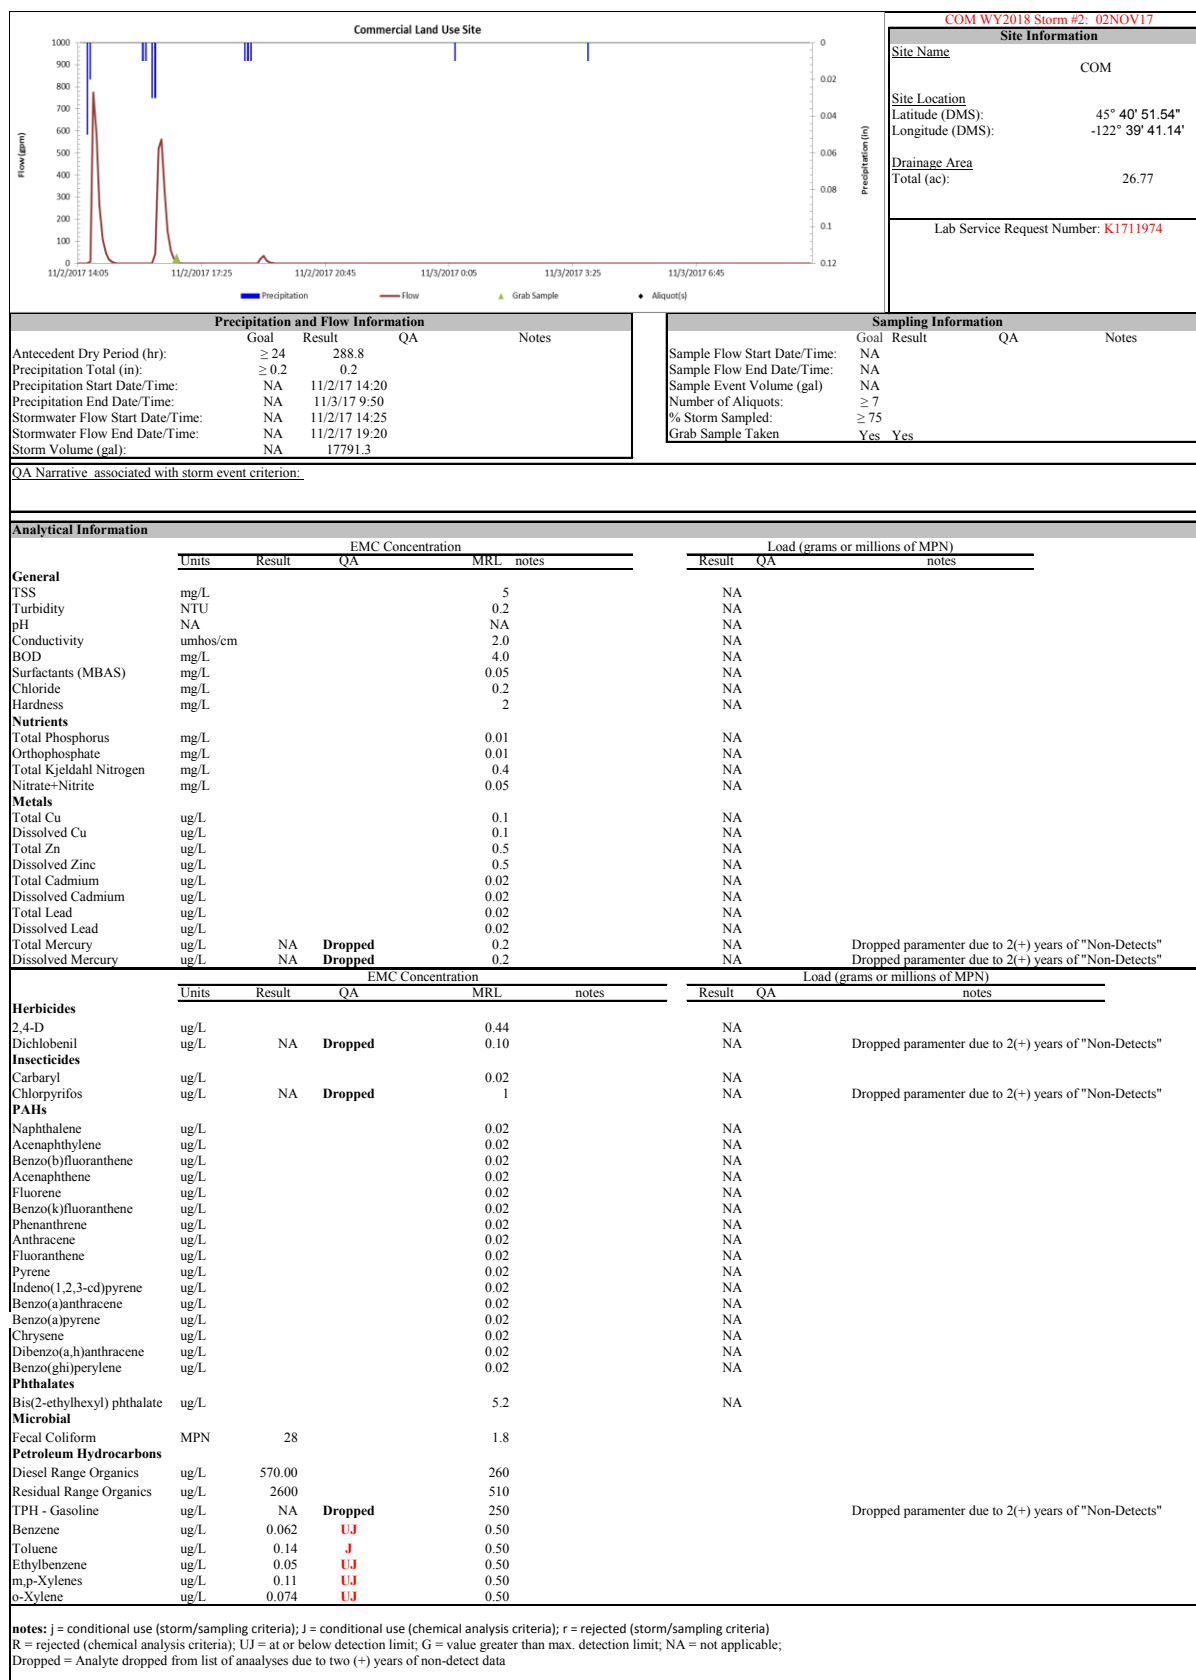 COM WY2018 Storm #2: 02NOV17
Commercial Land Use Site
1000
900
800
700
600
500
400
300
200
100
0
Flow (gpm)
0
0.02
0.04
0.06
0.08
0.1
0.12
Precipitation (in)
11/2/2017 14:05 11/2/2017 17:25 11/2/2017 20:45 11/3/2017 0:05 11/3/2017 3:25 11/3/2017 6:45
Precipitation Flow Grab Sample Aliquot(s)
Site Information
Site Name
COM
Site Location
Latitude (DMS): 45° 40' 51.54"
Longitude (DMS): -122° 39' 41.14'
Drainage Area
Total (ac): 26.77
Lab Service Request Number: K1711974
Precipitation and Flow Information
Goal Result QA Notes
Antecedent Dry Period (hr): ≥ 24 288.8
Precipitation Total (in): ≥ 0.2 0.2
Precipitation Start Date/Time: NA 11/2/17 14:20
Precipitation End Date/Time: NA 11/3/17 9:50
Stormwater Flow Start Date/Time: NA 11/2/17 14:25
Stormwater Flow End Date/Time: NA 11/2/17 19:20
Storm Volume (gal): NA 17791.3
Sampling Information
Goal Result QA Notes
Sample Flow Start Date/Time: NA
Sample Flow End Date/Time: NA
Sample Event Volume (gal) NA
Number of Aliquots: ≥ 7
% Storm Sampled: ≥ 75
Grab Sample Taken Yes Yes
QA Narrative associated with storm event criterion:
Analytical Information
EMC Concentration Load (grams or millions of MPN)
Units Result QA MRL notes Result QA notes
General
TSS mg/L 5 NA
Turbidity NTU 0.2 NA
pH NA NA NA
Conductivity umhos/cm 2.0 NA
BOD mg/L 4.0 NA
Surfactants (MBAS) mg/L 0.05 NA
Chloride mg/L 0.2 NA
Hardness mg/L 2 NA
Nutrients
Total Phosphorus mg/L 0.01 NA
Orthophosphate mg/L 0.01 NA
Total Kjeldahl Nitrogen mg/L 0.4 NA
Nitrate+Nitrite mg/L 0.05 NA
Metals
Total Cu ug/L 0.1 NA
Dissolved Cu ug/L 0.1 NA
Total Zn ug/L 0.5 NA
Dissolved Zinc ug/L 0.5 NA
Total Cadmium ug/L 0.02 NA
Dissolved Cadmium ug/L 0.02 NA
Total Lead ug/L 0.02 NA
Dissolved Lead ug/L 0.02 NA
Total Mercury ug/L NA Dropped 0.2 NA Dropped paramenter due to 2(+) years of "Non-Detects"
Dissolved Mercury ug/L NA Dropped 0.2 NA Dropped paramenter due to 2(+) years of "Non-Detects"
EMC Concentration Load (grams or millions of MPN)
Units Result QA MRL notes Result QA notes
Herbicides
2,4-D ug/L 0.44 NA
Dichlobenil ug/L NA Dropped 0.10 NA Dropped paramenter due to 2(+) years of "Non-Detects"
Insecticides
Carbaryl ug/L 0.02 NA
Chlorpyrifos ug/L NA Dropped 1 NA Dropped paramenter due to 2(+) years of "Non-Detects"
PAHs
Naphthalene ug/L 0.02 NA
Acenaphthylene ug/L 0.02 NA
Benzo(b)fluoranthene ug/L 0.02 NA
Acenaphthene ug/L 0.02 NA
Fluorene ug/L 0.02 NA
Benzo(k)fluoranthene ug/L 0.02 NA
Phenanthrene ug/L 0.02 NA
Anthracene ug/L 0.02 NA
Fluoranthene ug/L 0.02 NA
Pyrene ug/L 0.02 NA
Indeno(1,2,3-cd)pyrene ug/L 0.02 NA
Benzo(a)anthracene ug/L 0.02 NA
Benzo(a)pyrene ug/L 0.02 NA
Chrysene ug/L 0.02 NA
Dibenzo(a,h)anthracene ug/L 0.02 NA
Benzo(ghi)perylene ug/L 0.02 NA
Phthalates
Bis(2-ethylhexyl) phthalate ug/L 5.2 NA
Microbial
Fecal Coliform MPN 28 1.8
Petroleum Hydrocarbons
Diesel Range Organics ug/L 570.00 260
Residual Range Organics ug/L 2600 510
TPH - Gasoline ug/L NA Dropped 250 Dropped paramenter due to 2(+) years of "Non-Detects"
Benzene ug/L 0.062 UJ 0.50
Toluene ug/L 0.14 J 0.50
Ethylbenzene ug/L 0.05 UJ 0.50
m,p-Xylenes ug/L 0.11 UJ 0.50
o-Xylene ug/L 0.074 UJ 0.50
notes: j = conditional use (storm/sampling criteria); J = conditional use (chemical analysis criteria); r = rejected (storm/sampling criteria)
R = rejected (chemical analysis criteria); UJ = at or below detection limit; G = value greater than max. detection limit; NA = not applicable;
Dropped = Analyte dropped from list of anaalyses due to two (+) years of non-detect data